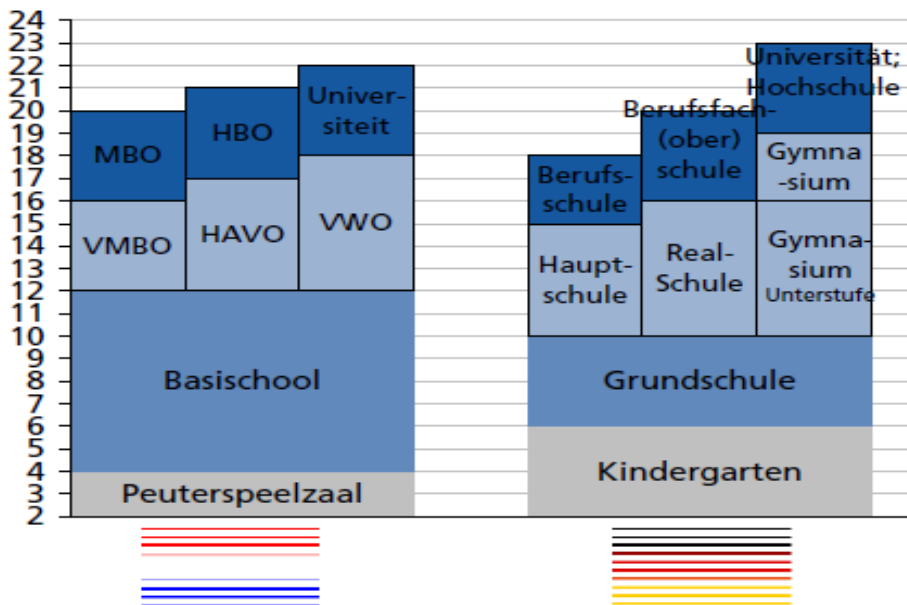 24
23
22
21
20
19
18
17
16
15
14
13
12
11
10
9
8
7
6
5
4
3
2
MBO
VMBO
HBO
HAVO
Univer-
siteit
VWO
Basischool
Peuterspeelzaal
Berufs-
schule
Haupt-
schule
Berufsfach-
(ober)
schule
Real-
Schule
Universität;
Hochschule
Gymna
-sium
Gymna-
sium
Unterstufe
Grundschule
Kindergarten